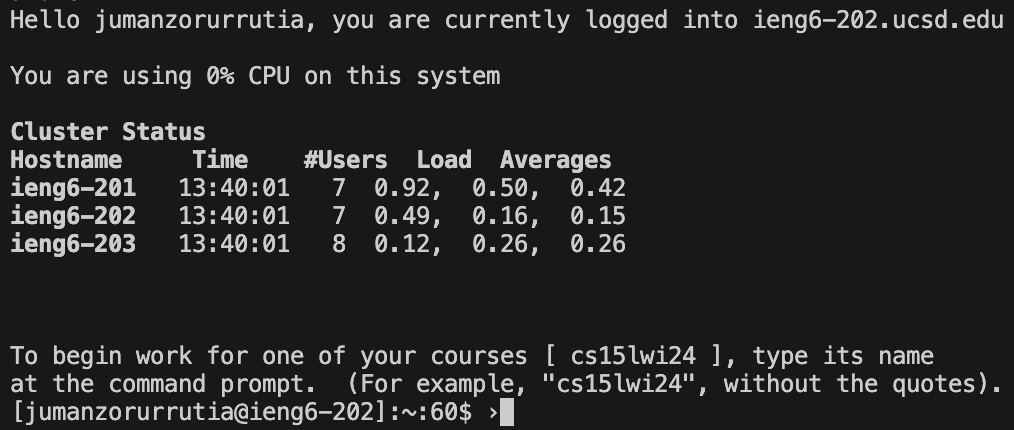 Hello jumanzorurrutia, you are currently logged into ieng6-202.ucsd.edu
You are using 0% CPU on this system
Cluster Status
Hostname     Time    #Users  Load  Averages
ieng6-201   13:40:01   7  0.92,  0.50,  0.42
ieng6-202   13:40:01   7  0.49,  0.16,  0.15
ieng6-203   13:40:01   8  0.12,  0.26,  0.26
To begin work for one of your courses [ cs15lwi24 ], type its name
at the command prompt.  (For example, "cs15lwi24", without the quotes).
[jumanzorurrutia@ieng6-202]:~:60$ ›